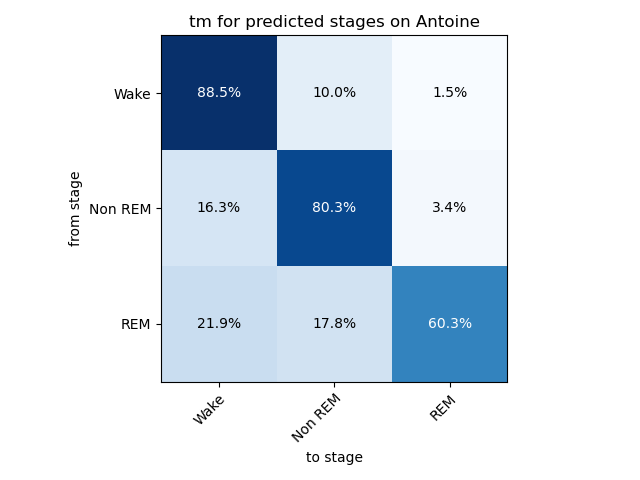 tm for predicted stages on Antoine
Wake 88.5% 10.0% 1.5%
from stage
Non REM 16.3% 80.3% 3.4%
REM 21.9% 17.8% 60.3%
Wake Non REM REM
to stage